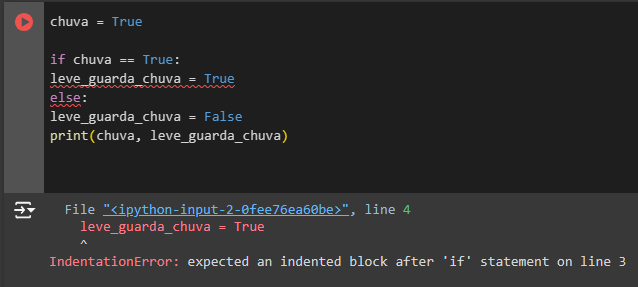 chuva = True
if chuva == True:
leve_guarda_chuva = True
else:
leve_guarda_chuva = False
print(chuva, leve_guarda_chuva)
File "<ipython-input-2-0fee76ea60be>", line 4
leve_guarda_chuva = True
^
IndentationError: expected an indented block after 'if' statement on line 3